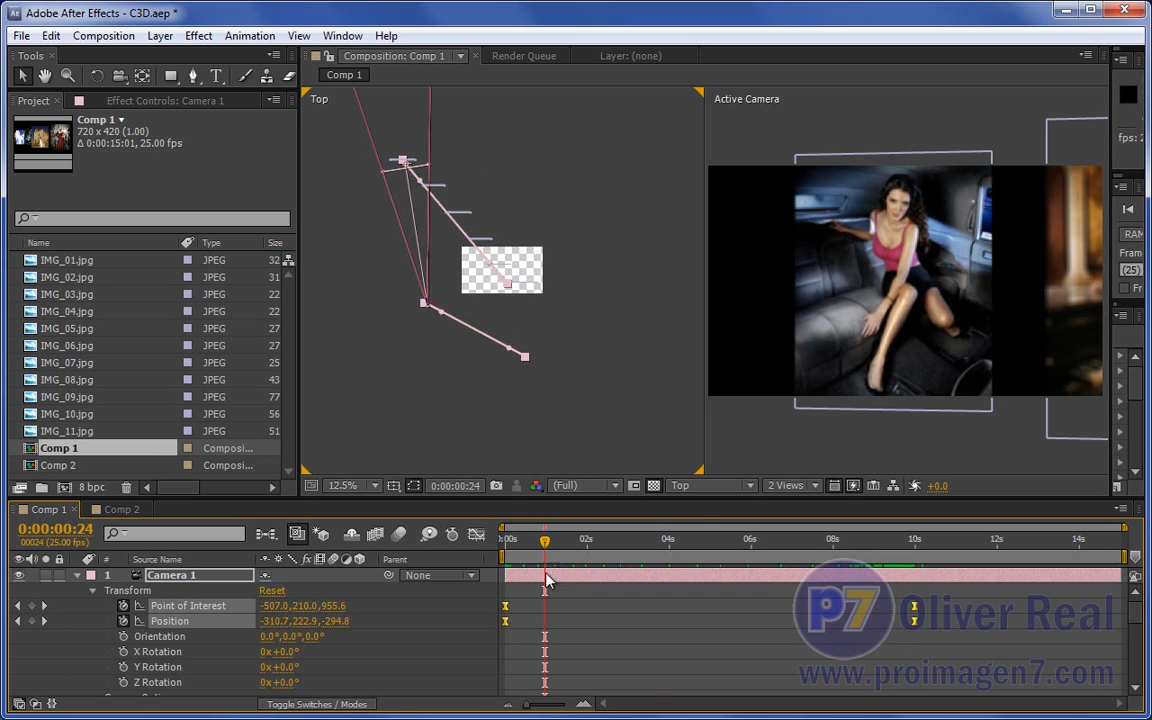 Adobe After Effects - C3D.aep *
File Edit Composition Layer Effect Animation View Window Help
Tools
Composition: Comp 1
Render Queue
Layer: (none)
Comp 1
Project
Effect Controls: Camera 1
Comp 1
720 x 420 (1.00)
Δ 0:00:15:01, 25.00 fps
Top
Active Camera
fps:
Name Type Size
IMG_01.jpg JPEG 32
IMG_02.jpg JPEG 31
IMG_03.jpg JPEG 22
IMG_04.jpg JPEG 28
IMG_05.jpg JPEG 27
IMG_06.jpg JPEG 27
IMG_07.jpg JPEG 25
IMG_08.jpg JPEG 43
IMG_09.jpg JPEG 77
IMG_10.jpg JPEG 56
IMG_11.jpg JPEG 51
Comp 1 Composi...
Comp 2 Composi...
RAM
Fram
(25)
Fr
8 bpc
12.5% 0:00:00:24 (Full) Top 2 Views +0.0
Comp 1
Comp 2
0:00:00:24
00024 (25.00 fps)
:00s 02s 04s 06s 08s 10s 12s 14s
# Source Name Parent
1 Camera 1 None
Transform Reset
Point of Interest -507.0,210.0,955.6
Position -310.7,222.9,-294.8
Orientation 0.0°,0.0°,0.0°
X Rotation 0x+0.0°
Y Rotation 0x+0.0°
Z Rotation 0x+0.0°
Toggle Switches / Modes
p7 Oliver Real
www.proimagen7.com